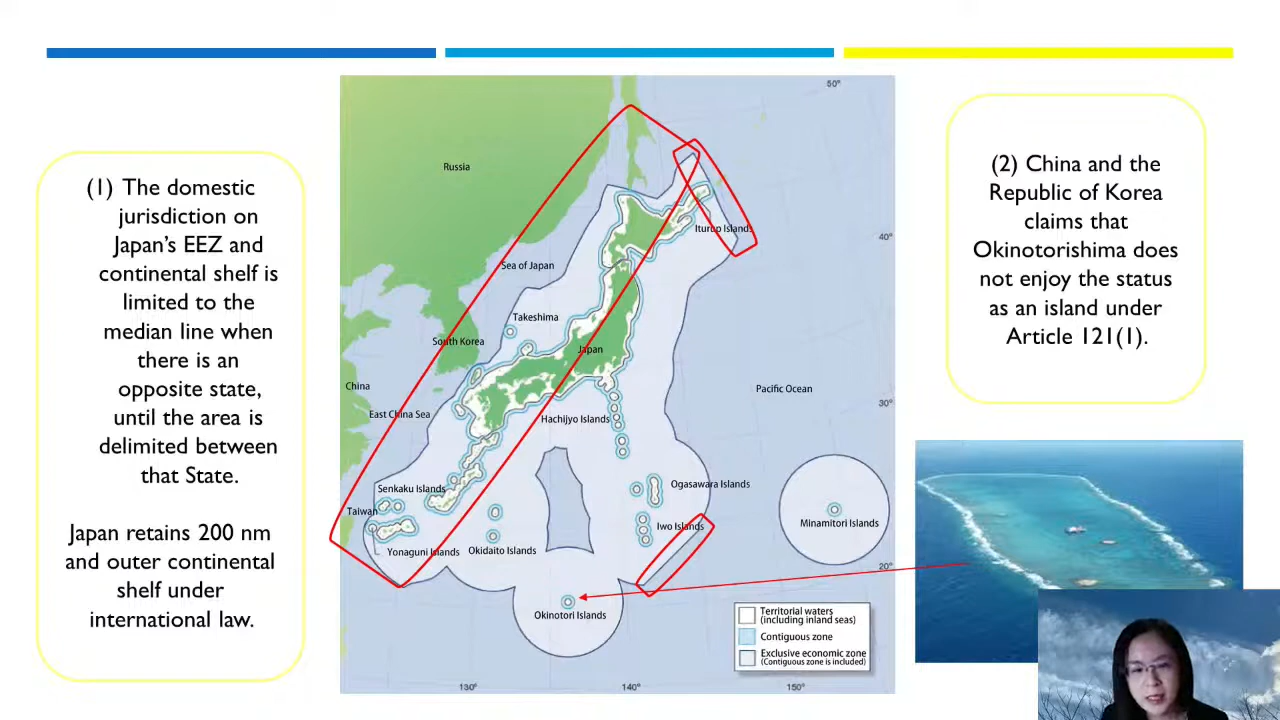 (1) The domestic
jurisdiction on
Japan's EEZ and
continental shelf is
limited to the
median line when
there is an
opposite state,
until the area is
delimited between
that State.
Japan retains 200 nm
and outer continental
shelf under
international law.
50°
Russia
Iturup Islands
40°
Sea of Japan
Takeshima
South Korea
Japan
China
Pacific Ocean
30°
East China Sea
Hachijyo Islands
Senkaku Islands
Ogasawara Islands
Taiwan
Iwo Islands
Minamitori Islands
Yonaguni Islands
Okidaito Islands
20°
Okinotori Islands
Territorial waters
(including inland seas)
Contiguous zone
Exclusive economic zone
(Contiguous zone is included)
130°
140°
150°
(2) China and the
Republic of Korea
claims that
Okinotorishima does
not enjoy the status
as an island under
Article 121(1).